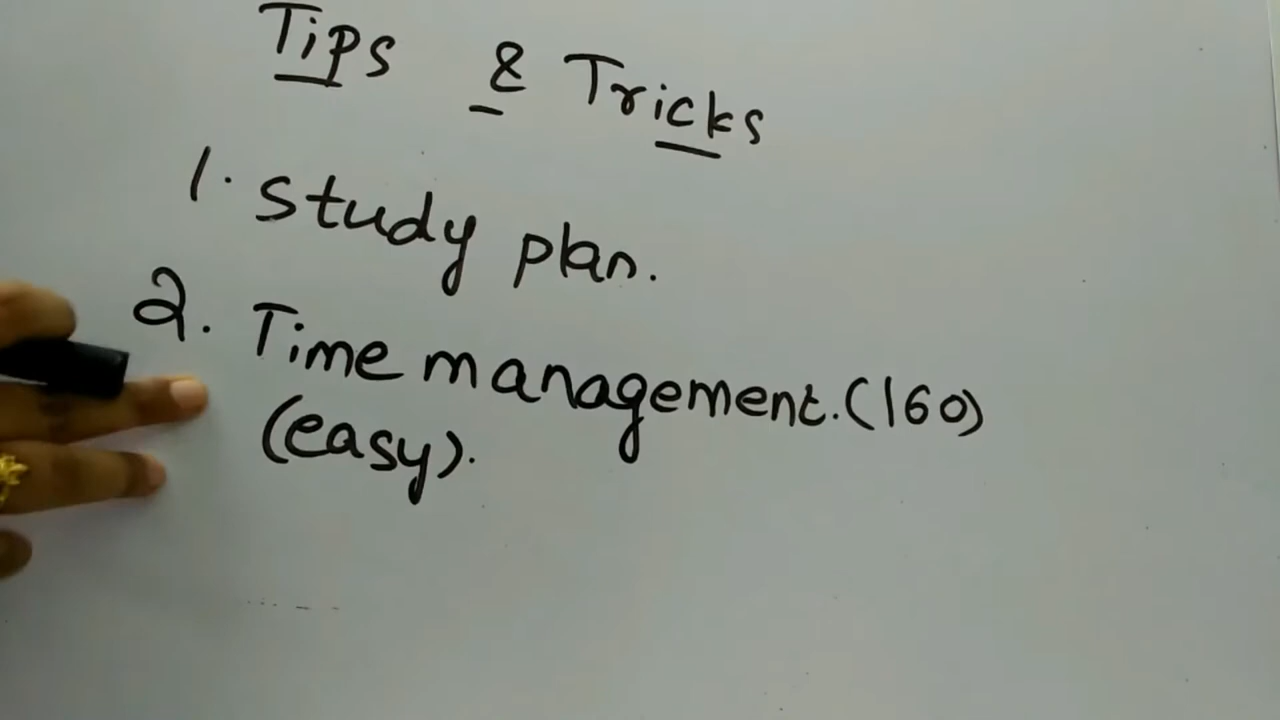 Tips & Tricks
1. Study plan.
2. Time management. (160)
(easy).